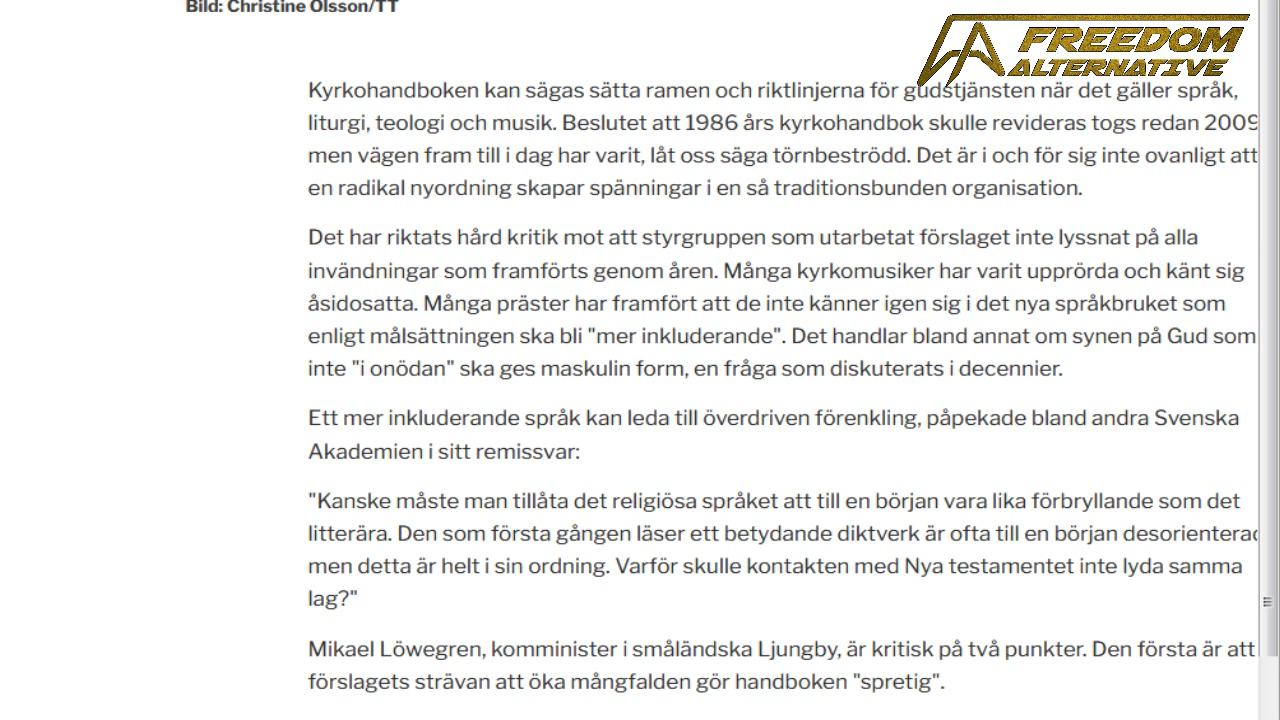 Bild: Christine Olsson/TT
FREEDOM
ALTERNATIVE
Kyrkohandboken kan sägas sätta ramen och riktlinjerna för gudstjänsten när det gäller språk,
liturgi, teologi och musik. Beslutet att 1986 års kyrkohandbok skulle revideras togs redan 2009
men vägen fram till i dag har varit, låt oss säga törnbeströdd. Det är i och för sig inte ovanligt att
en radikal nyordning skapar spänningar i en så traditionsbunden organisation.
Det har riktats hård kritik mot att styrgruppen som utarbetat förslaget inte lyssnat på alla
invändningar som framförts genom åren. Många kyrkomusiker har varit upprörda och känt sig
åsidosatta. Många präster har framfört att de inte känner igen sig i det nya språkbruket som
enligt målsättningen ska bli "mer inkluderande". Det handlar bland annat om synen på Gud som
inte "i onödan" ska ges maskulin form, en fråga som diskuterats i decennier.
Ett mer inkluderande språk kan leda till överdriven förenkling, påpekade bland andra Svenska
Akademien i sitt remissvar:
"Kanske måste man tillåta det religiösa språket att till en början vara lika förbryllande som det
litterära. Den som första gången läser ett betydande diktverk är ofta till en början desorienterad
men detta är helt i sin ordning. Varför skulle kontakten med Nya testamentet inte lyda samma
lag?"
Mikael Löwegren, komminister i småländska Ljungby, är kritisk på två punkter. Den första är att
förslagets strävan att öka mångfalden gör handboken "spretig".